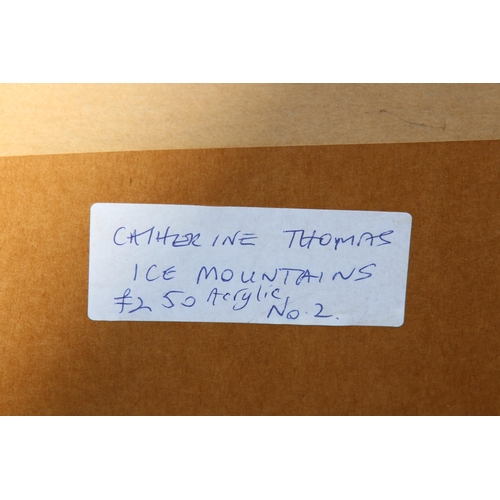 CATHERINE THOMAS
ICE MOUNTAINS
£250 Acrylic No.2.